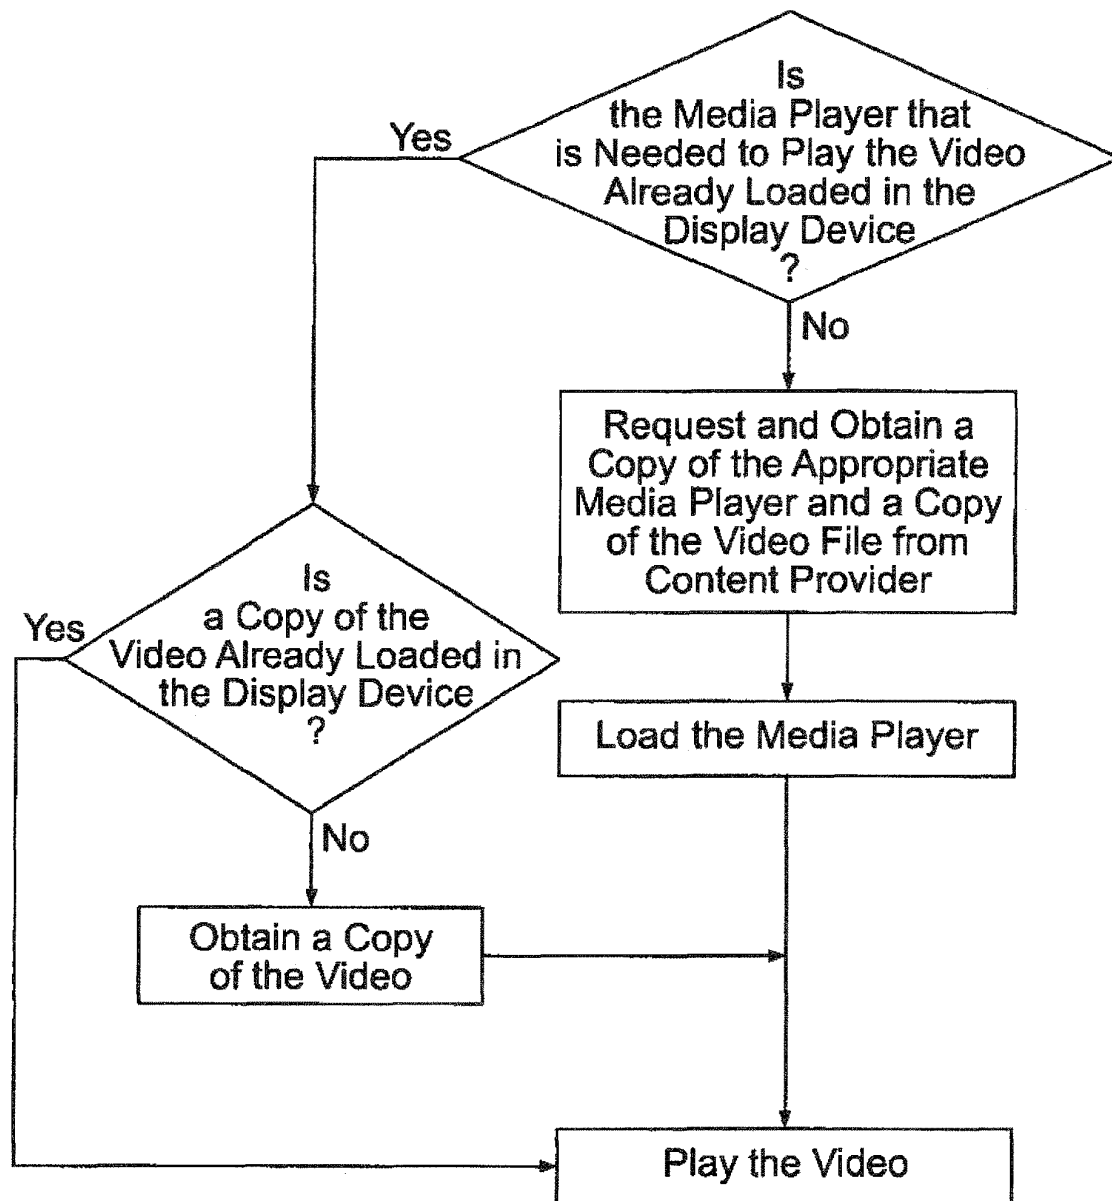 Is
the Media Player that
is Needed to Play the Video
Already Loaded in the
Display Device
?
Yes
No
Request and Obtain a
Copy of the Appropriate
Media Player and a Copy
of the Video File from
Content Provider
Is
a Copy of the
Video Already Loaded in
the Display Device
?
Yes
No
Load the Media Player
Obtain a Copy
of the Video
Play the Video